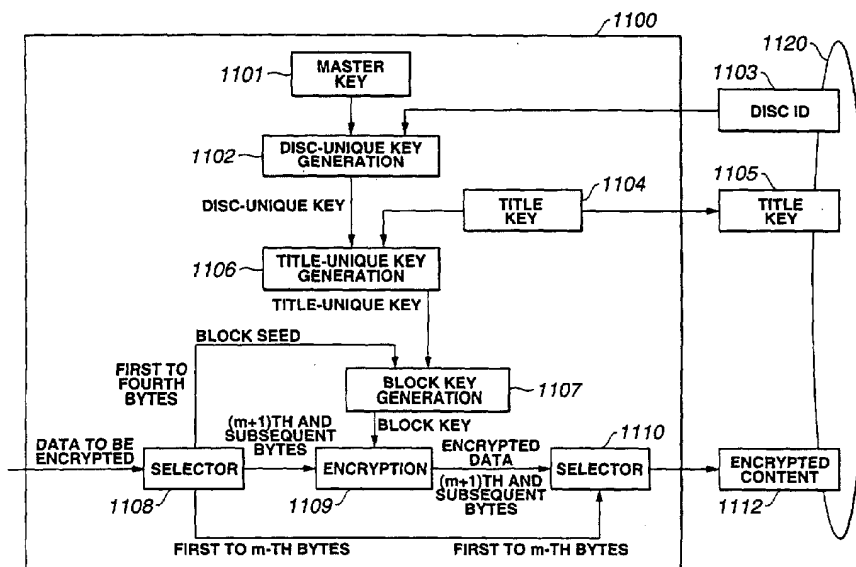 1100
1120
1101
MASTER
KEY
1103
DISC ID
1102
DISC-UNIQUE KEY
GENERATION
DISC-UNIQUE KEY
1104
TITLE
KEY
1105
TITLE
KEY
1106
TITLE-UNIQUE KEY
GENERATION
TITLE-UNIQUE KEY
BLOCK SEED
FIRST TO
FOURTH
BYTES
BLOCK KEY
GENERATION
1107
BLOCK KEY
(m+1)TH AND
SUBSEQUENT
BYTES
DATA TO BE
ENCRYPTED
SELECTOR
1108
ENCRYPTION
1109
ENCRYPTED
DATA
(m+1)TH AND
SUBSEQUENT
BYTES
1110
SELECTOR
ENCRYPTED
CONTENT
1112
FIRST TO m-TH BYTES
FIRST TO m-TH BYTES